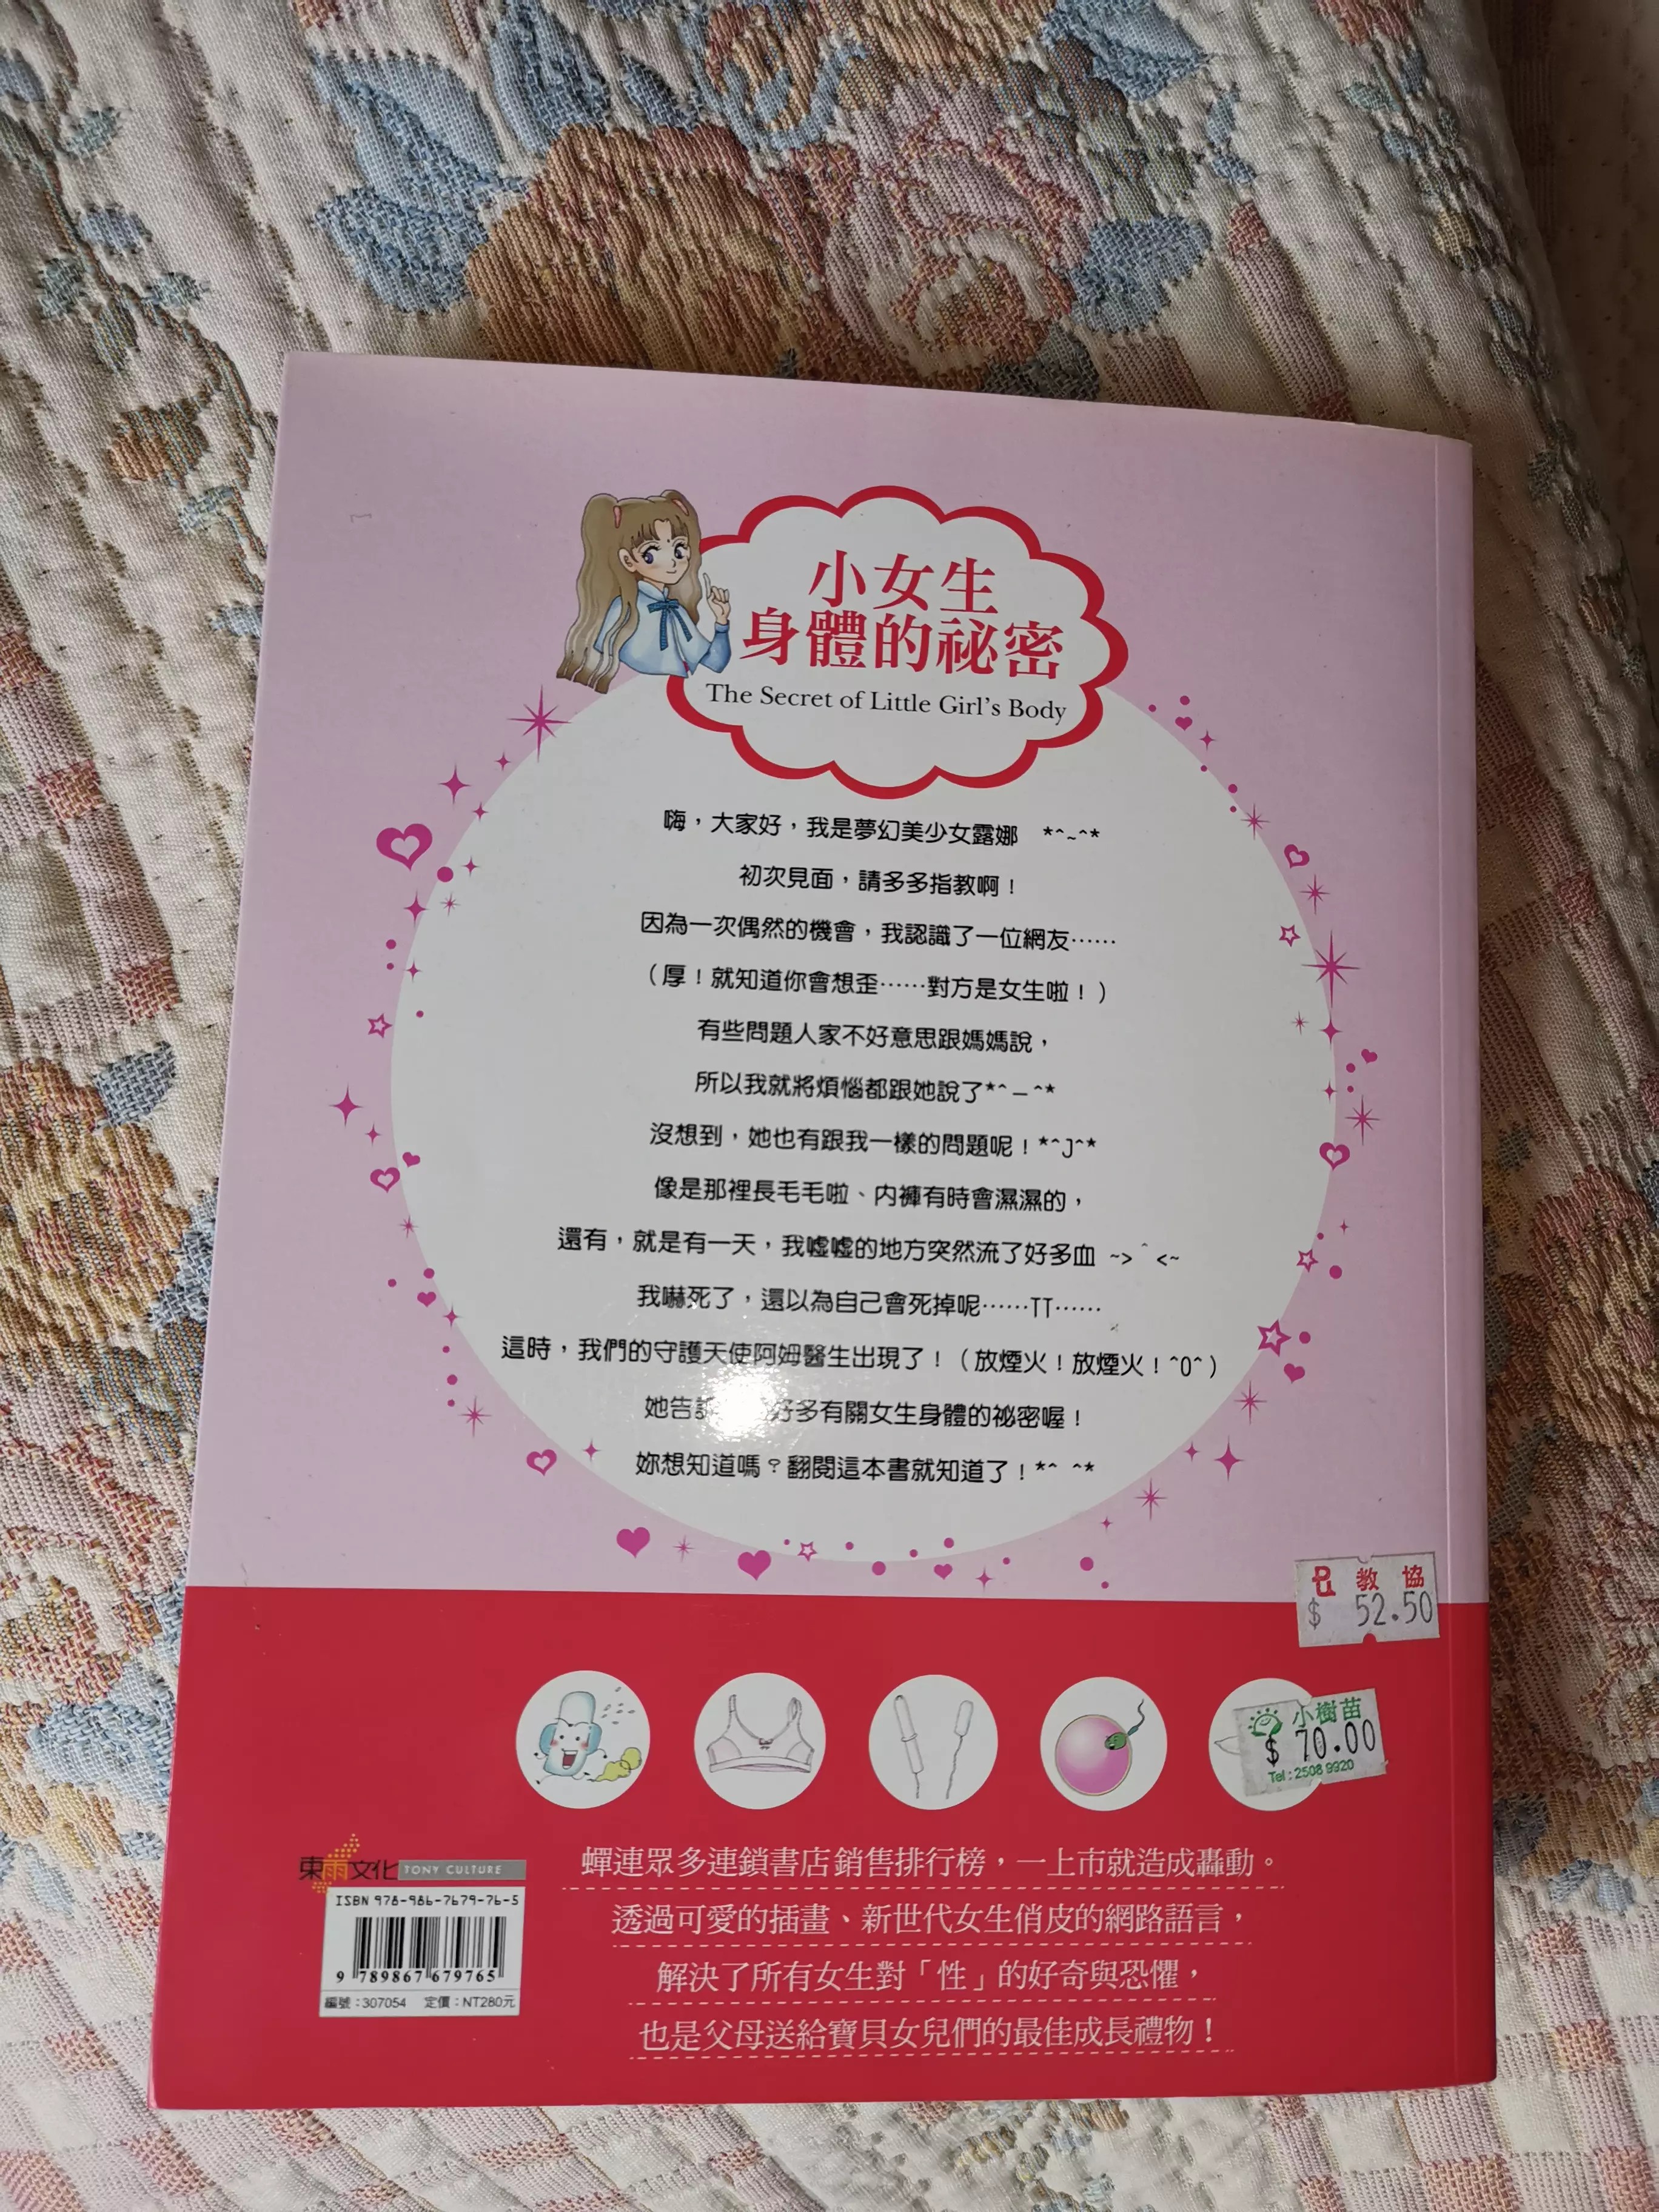 小女生
身體的祕密
The Secret of Little Girl's Body
嗨，大家好，我是夢幻美少女露娜 *^~^*
初次見面，請多多指教啊！
因為一次偶然的機會，我認識了一位網友……
（厚！就知道你會想歪……對方是女生啦！）
有些問題人家不好意思跟媽媽說，
所以我就將煩惱都跟她說了*^—^*
沒想到，她也有跟我一樣的問題呢！*^J^*
像是那裡長毛毛啦、內褲有時會濕濕的，
還有，就是有一天，我噓噓的地方突然流了好多血 ~>^<~
我嚇死了，還以為自己會死掉呢……TT……
這時，我們的守護天使阿姆醫生出現了！（放煙火！放煙火！^0^）
她告訴 好多有關女生身體的祕密喔！
妳想知道嗎？翻閱這本書就知道了！*^ ^*
教協
$ 52.50
小樹苗
$ 70.00
Tel:2508 9920
東雨文化 TONY CULTURE
ISBN 978-986-7679-76-5
9 789867 679765
編號：307054 定價：NT280元
蟬連眾多連鎖書店銷售排行榜，一上市就造成轟動。
透過可愛的插畫、新世代女生俏皮的網路語言，
解決了所有女生對「性」的好奇與恐懼，
也是父母送給寶貝女兒們的最佳成長禮物！